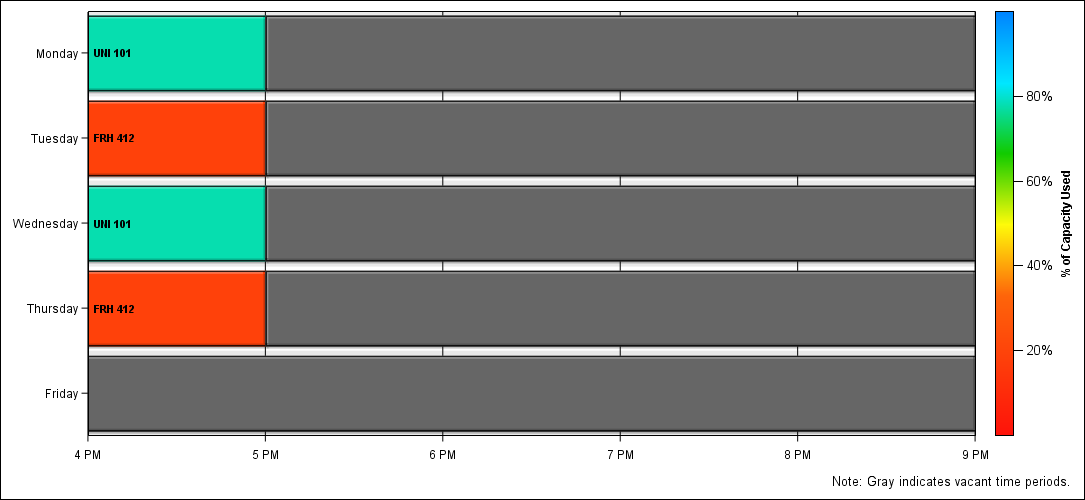 Monday
UNI 101
Tuesday
FRH 412
Wednesday
UNI 101
Thursday
FRH 412
Friday
4 PM 5 PM 6 PM 7 PM 8 PM 9 PM
80%
60%
40%
20%
% of Capacity Used
Note: Gray indicates vacant time periods.